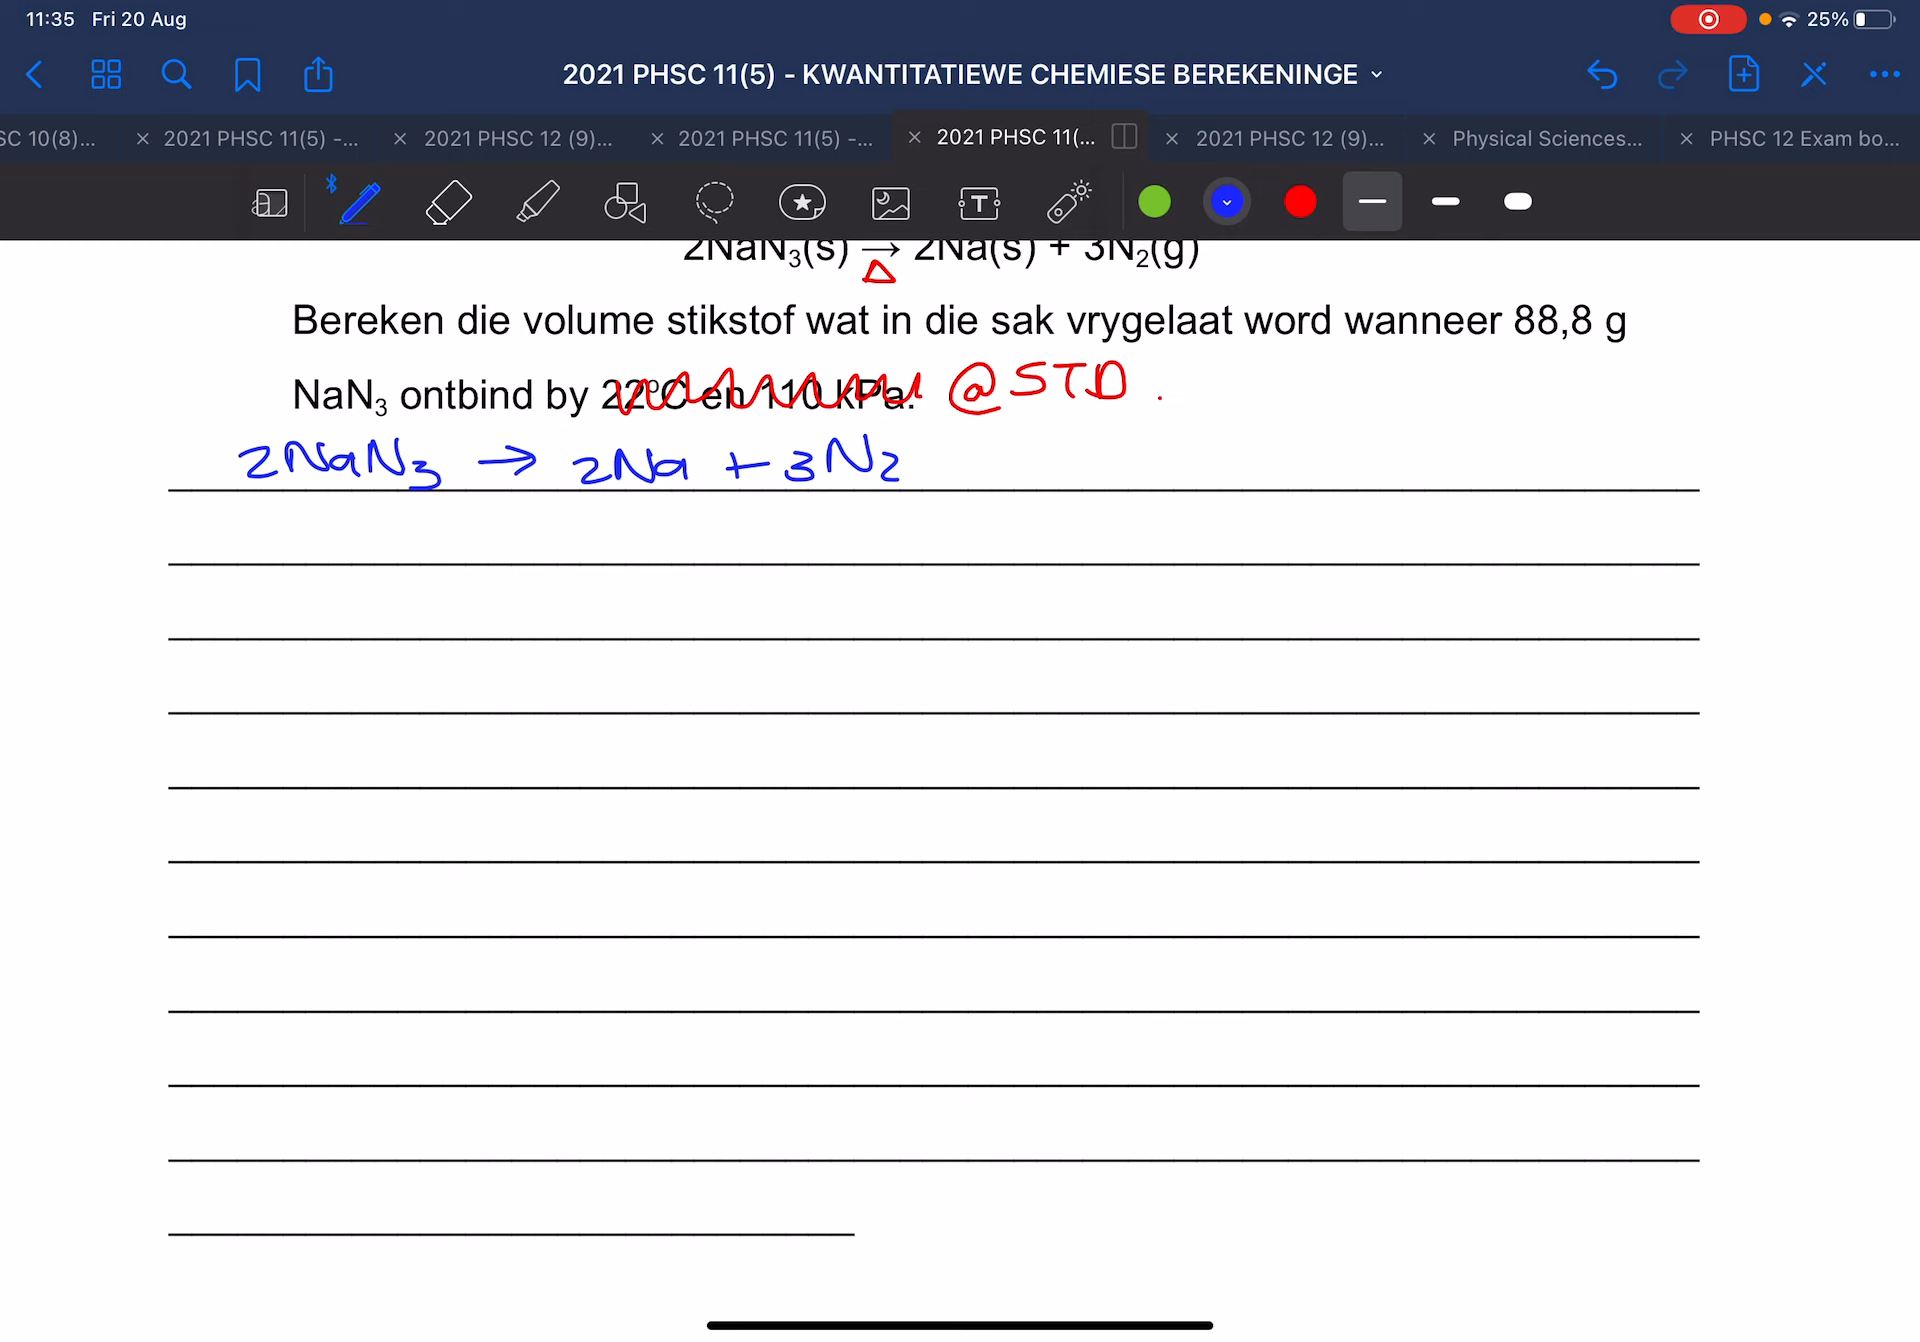 11:35 Fri 20 Aug 25%
2021 PHSC 11(5) - KWANTITATIEWE CHEMIESE BEREKENINGE
SC 10(8)... 2021 PHSC 11(5) -... 2021 PHSC 12 (9)... 2021 PHSC 11(5) -... 2021 PHSC 11(... 2021 PHSC 12 (9)... Physical Sciences... PHSC 12 Exam bo...
2NaN₃(s) → 2Na(s) + 3N₂(g)
Δ
Bereken die volume stikstof wat in die sak vrygelaat word wanneer 88,8 g
NaN₃ ontbind by 22°C en 110 kPa. @STD.
2NaN₃ → 2Na + 3N₂